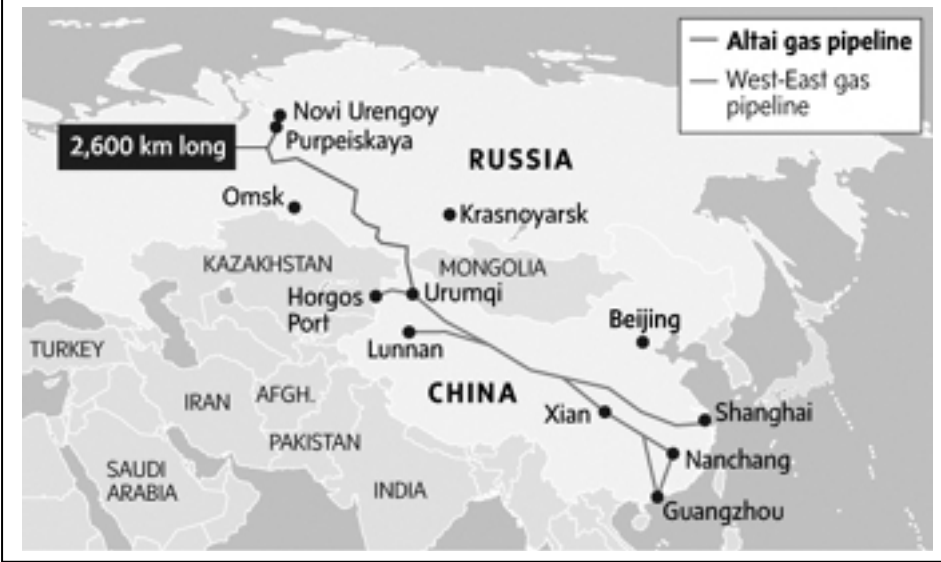 Altai gas pipeline
West-East gas
pipeline
Novi Urengoy
Purpeiskaya
2,600 km long
RUSSIA
Omsk
Krasnoyarsk
KAZAKHSTAN
MONGOLIA
Horgos
Port
Urumqi
Beijing
Lunnan
TURKEY
CHINA
IRAN
AFGH.
Xian
Shanghai
PAKISTAN
Nanchang
SAUDI
ARABIA
INDIA
Guangzhou